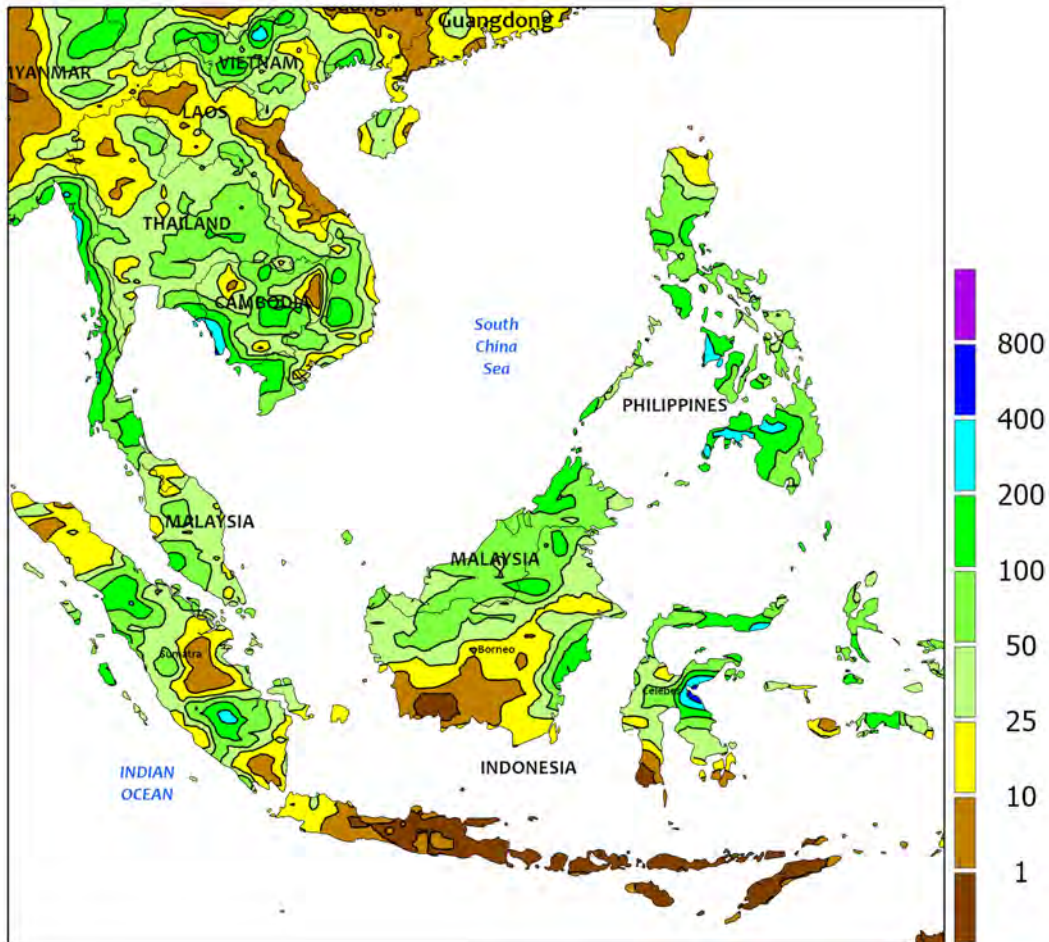 Guangdong
VIETNAM
MYANMAR
LAOS
THAILAND
CAMBODIA
South
China
Sea
PHILIPPINES
MALAYSIA
MALAYSIA
Borneo
Sumatra
Celebes
INDONESIA
INDIAN
OCEAN
800
400
200
100
50
25
10
1